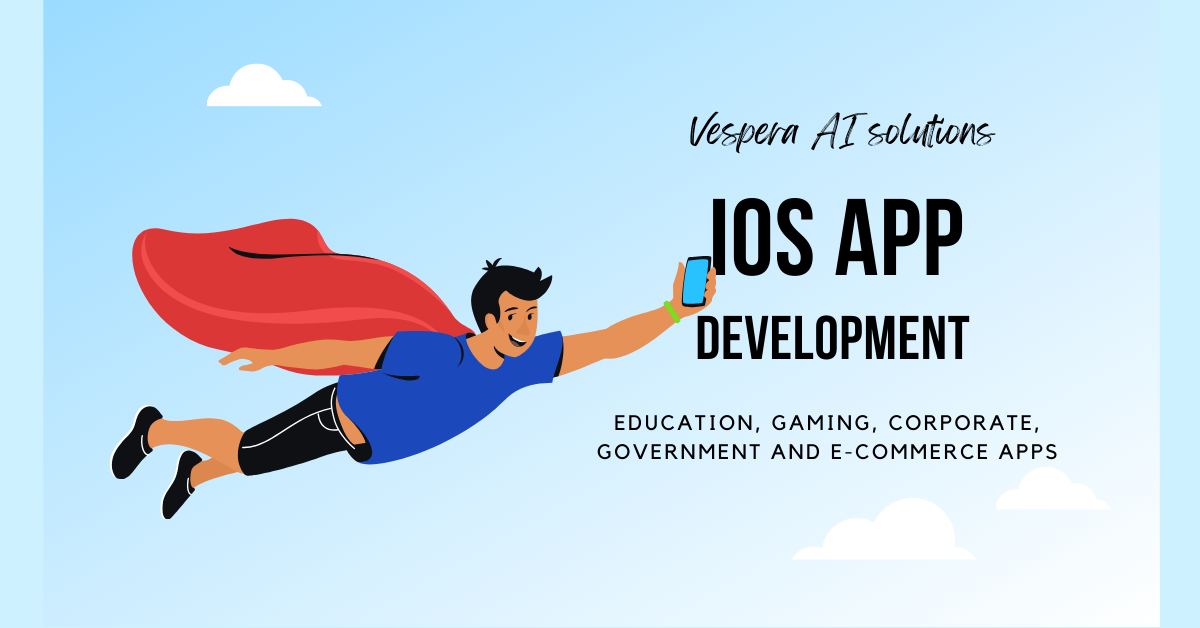 Vespera AI solutions
IOS APP
DEVELOPMENT
EDUCATION, GAMING, CORPORATE,
GOVERNMENT AND E-COMMERCE APPS